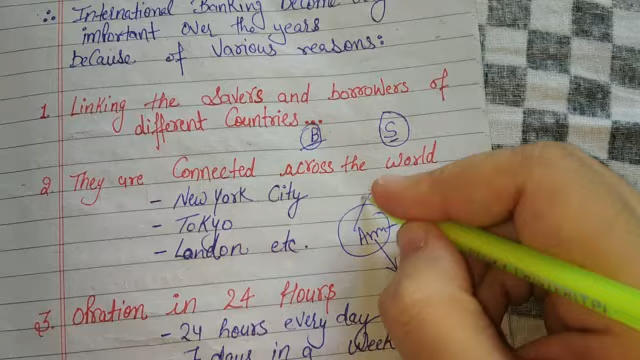 ∴ International Banking become
important over the years
because of various reasons:
1. Linking the Savers and borrowers of
different Countries...
B S
2 They are Connected across the world
- New York City
- Tokyo
- London etc.
Amt
3. Opration in 24 Hours
- 24 hours every day
7 days in a week